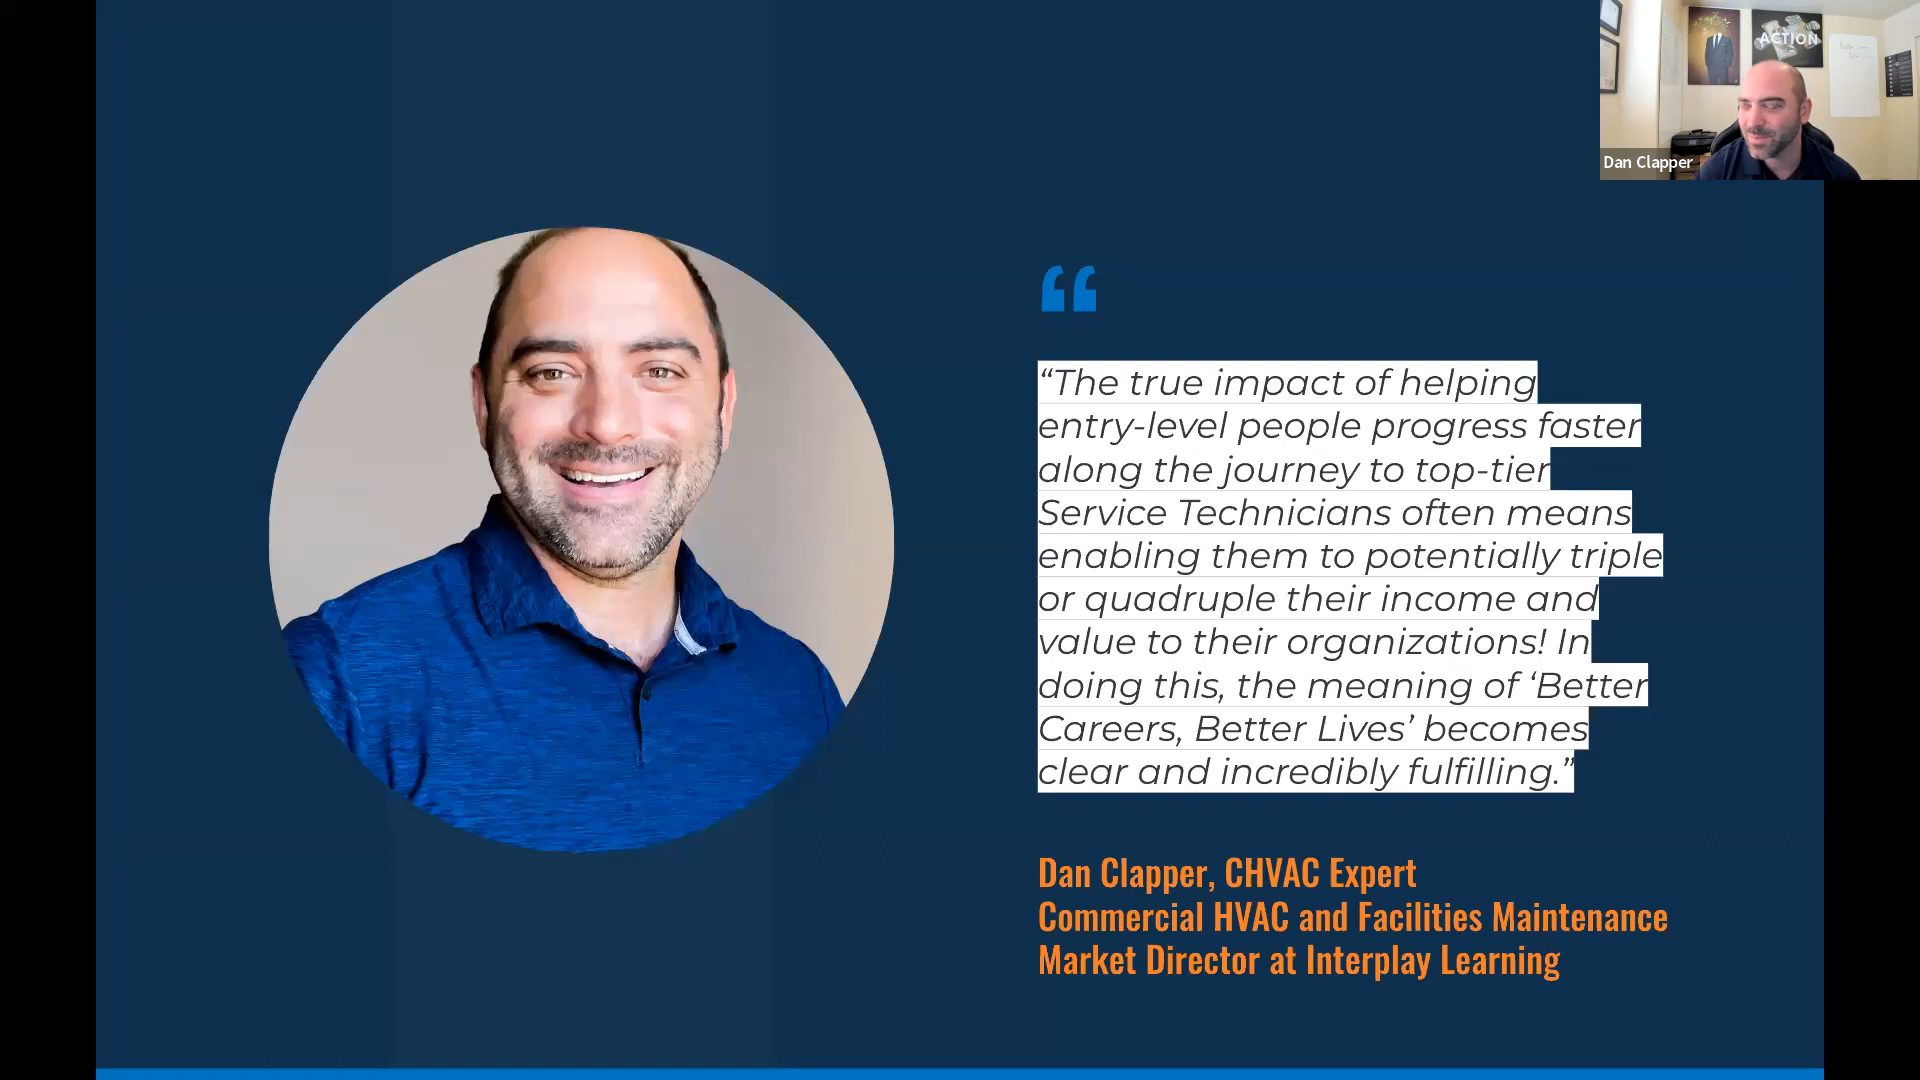 ACTION
Dan Clapper
“
“The true impact of helping
entry-level people progress faster
along the journey to top-tier
Service Technicians often means
enabling them to potentially triple
or quadruple their income and
value to their organizations! In
doing this, the meaning of ‘Better
Careers, Better Lives’ becomes
clear and incredibly fulfilling.”
Dan Clapper, CHVAC Expert
Commercial HVAC and Facilities Maintenance
Market Director at Interplay Learning